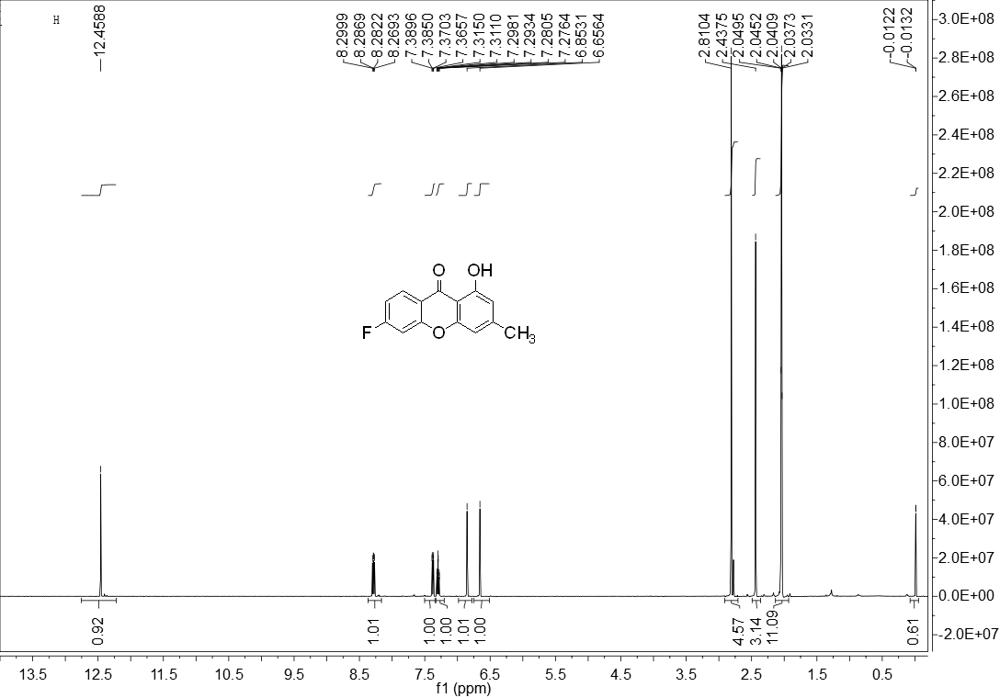 H
12.4588
8.2999
8.2869
8.2822
8.2693
7.3896
7.3850
7.3703
7.3657
7.3150
7.3110
7.2981
7.2934
7.2805
7.2764
6.8531
6.6564
2.8104
2.4375
2.0495
2.0452
2.0409
2.0373
2.0331
-0.0122
-0.0132
3.0E+08
2.8E+08
2.6E+08
2.4E+08
2.2E+08
2.0E+08
1.8E+08
1.6E+08
1.4E+08
1.2E+08
1.0E+08
8.0E+07
6.0E+07
4.0E+07
2.0E+07
0.0E+00
-2.0E+07
O OH
F O CH3
0.92 1.01 1.00 1.00 1.01 1.00 4.57 3.14 11.09 0.61
13.5 12.5 11.5 10.5 9.5 8.5 7.5 6.5 5.5 4.5 3.5 2.5 1.5 0.5
f1 (ppm)